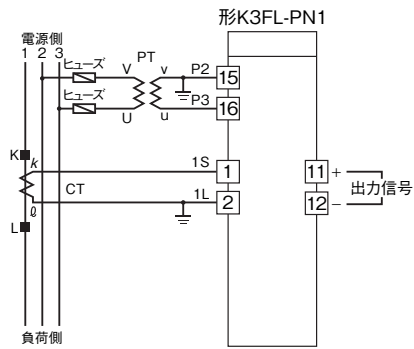 形K3FL-PN1
電源側
1 2 3
ヒューズ
PT
V v P2 15
ヒューズ
U u P3 16
K k 1S 1 11 +
CT
出力信号
L ℓ 1L 2 12 −
負荷側